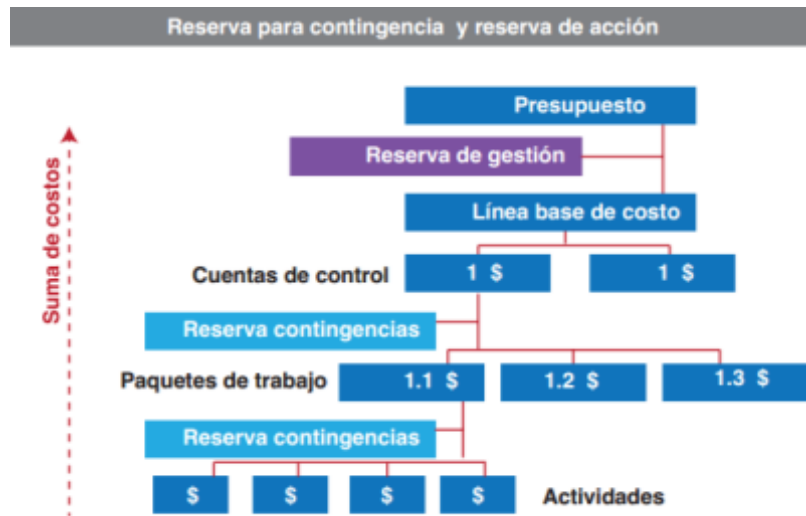 Reserva para contingencia y reserva de acción
Presupuesto
Reserva de gestión
Línea base de costo
Suma de costos
Cuentas de control
1 $
1 $
Reserva contingencias
Paquetes de trabajo
1.1 $
1.2 $
1.3 $
Reserva contingencias
$
$
$
$
Actividades